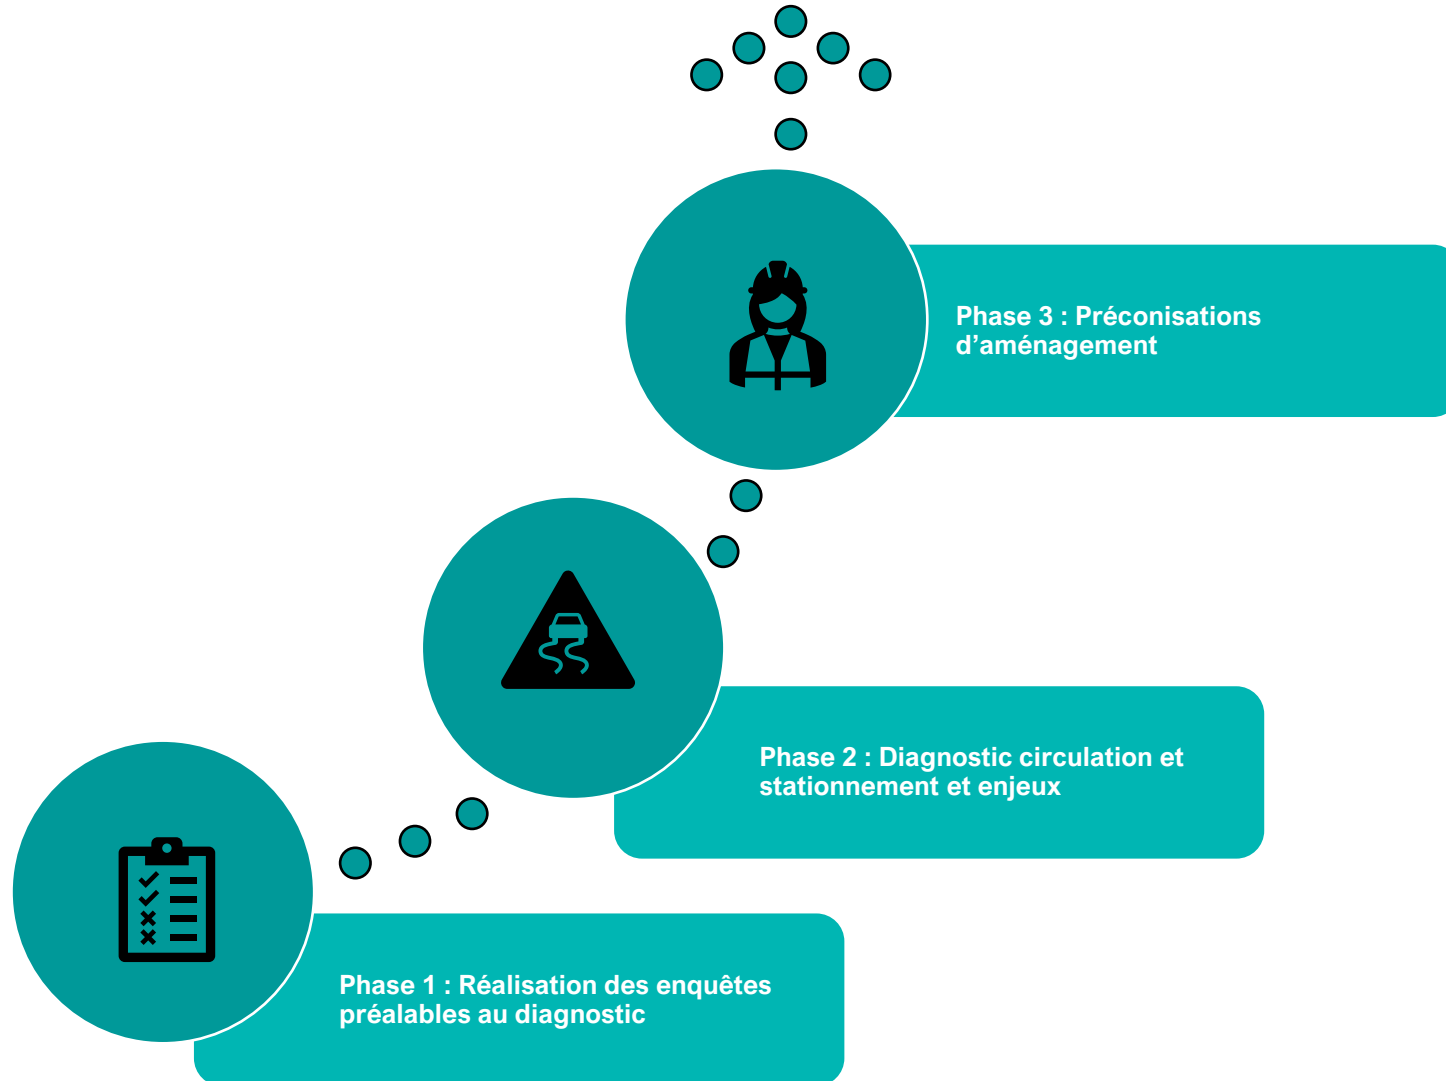 Phase 3 : Préconisations
d’aménagement
Phase 2 : Diagnostic circulation et
stationnement et enjeux
Phase 1 : Réalisation des enquêtes
préalables au diagnostic